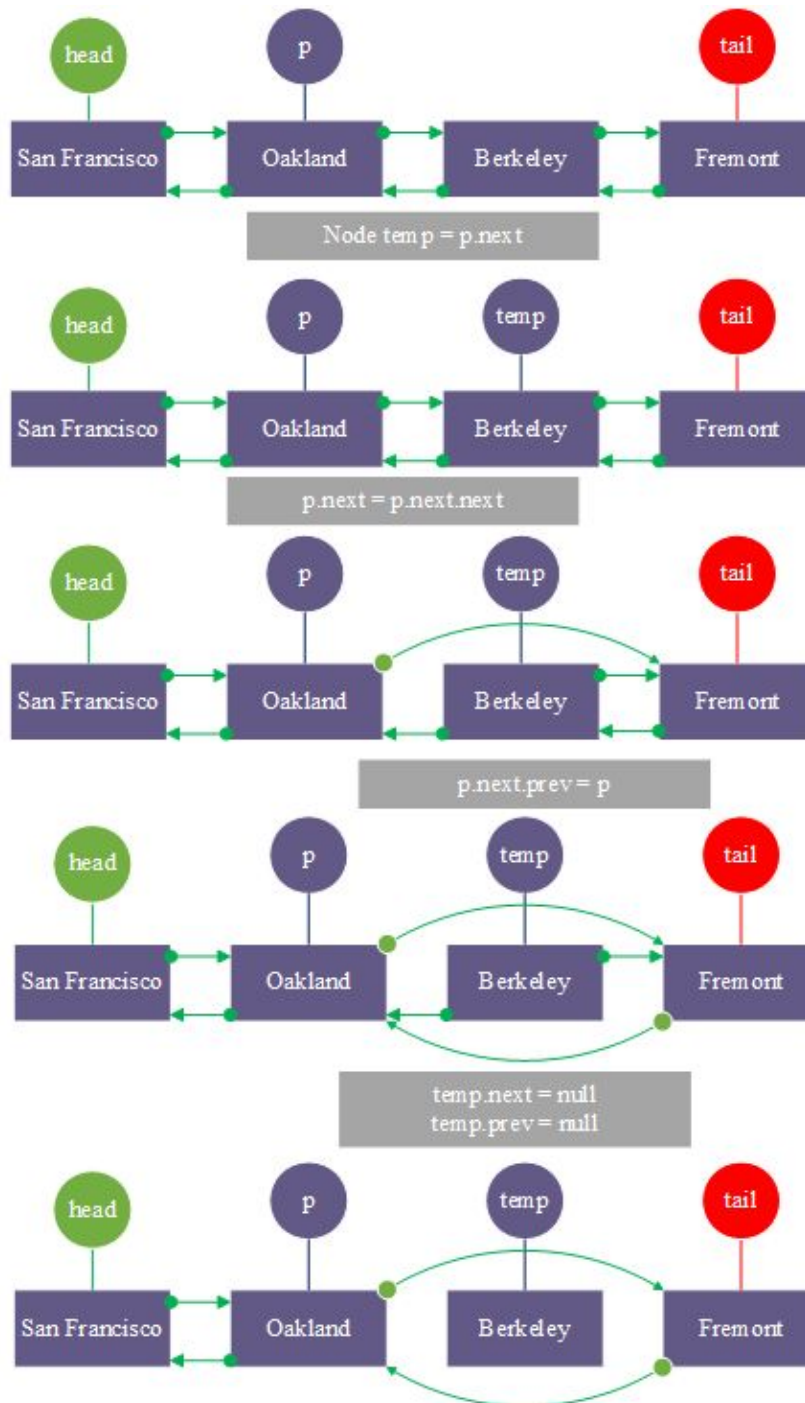 head
p
tail
San Francisco
Oakland
Berkeley
Fremont
Node temp = p.next
head
p
temp
tail
San Francisco
Oakland
Berkeley
Fremont
p.next = p.next.next
head
p
temp
tail
San Francisco
Oakland
Berkeley
Fremont
p.next.prev = p
head
p
temp
tail
San Francisco
Oakland
Berkeley
Fremont
temp.next = null
temp.prev = null
head
p
temp
tail
San Francisco
Oakland
Berkeley
Fremont